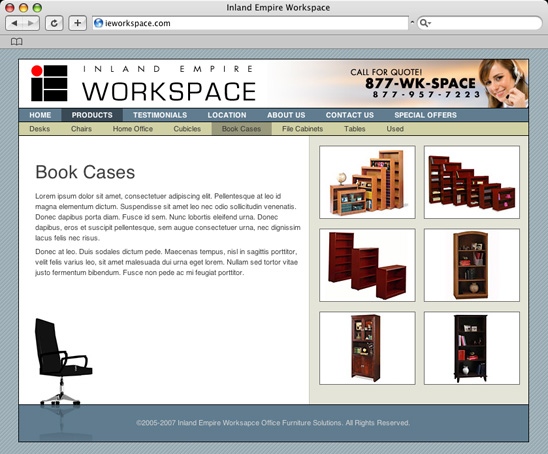 Inland Empire Workspace
ieworkspace.com
INLAND EMPIRE
WORKSPACE
CALL FOR QUOTE!
877-WK-SPACE
877-957-7223
HOME PRODUCTS TESTIMONIALS LOCATION ABOUT US CONTACT US SPECIAL OFFERS
Desks Chairs Home Office Cubicles Book Cases File Cabinets Tables Used
Book Cases
Lorem ipsum dolor sit amet, consectetuer adipiscing elit. Pellentesque at leo id
magna elementum dictum. Suspendisse sit amet leo nec odio sollicitudin venenatis.
Donec dapibus porta diam. Fusce id sem. Nunc lobortis eleifend urna. Donec
dapibus, eros et suscipit pellentesque, sem augue consectetuer urna, nec dignissim
lacus felis nec risus.
Donec at leo. Duis sodales dictum pede. Maecenas tempus, nisl in sagittis porttitor,
velit felis varius leo, sit amet malesuada dui urna eget lorem. Nullam sed tortor vitae
justo fermentum bibendum. Fusce non pede ac mi feugiat porttitor.
©2005-2007 Inland Empire Worksapce Office Furniture Solutions. All Rights Reserved.